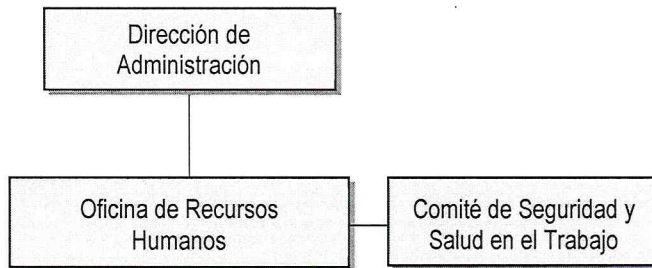 Dirección de
Administración
Oficina de Recursos
Humanos
Comité de Seguridad y
Salud en el Trabajo